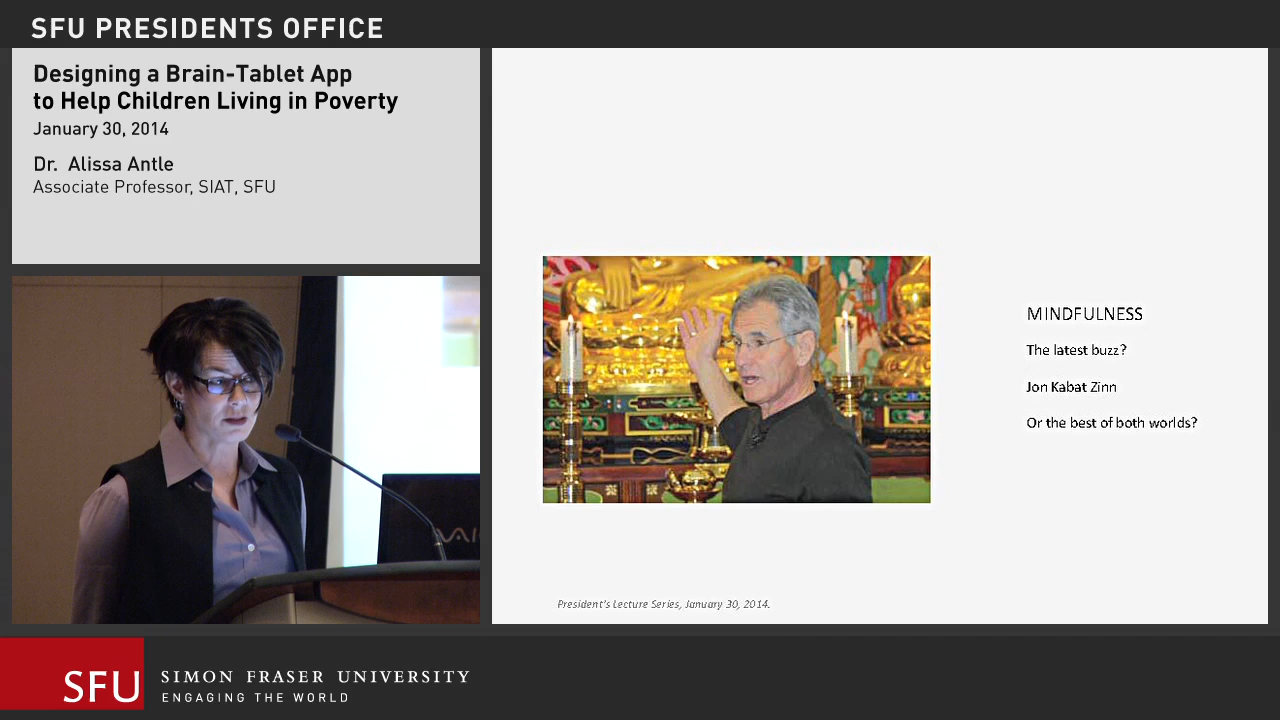 SFU PRESIDENTS OFFICE
Designing a Brain-Tablet App
to Help Children Living in Poverty
January 30, 2014
Dr. Alissa Antle
Associate Professor, SIAT, SFU
MINDFULNESS
The latest buzz?
Jon Kabat Zinn
Or the best of both worlds?
President's Lecture Series, January 30, 2014.
SFU
SIMON FRASER UNIVERSITY
ENGAGING THE WORLD